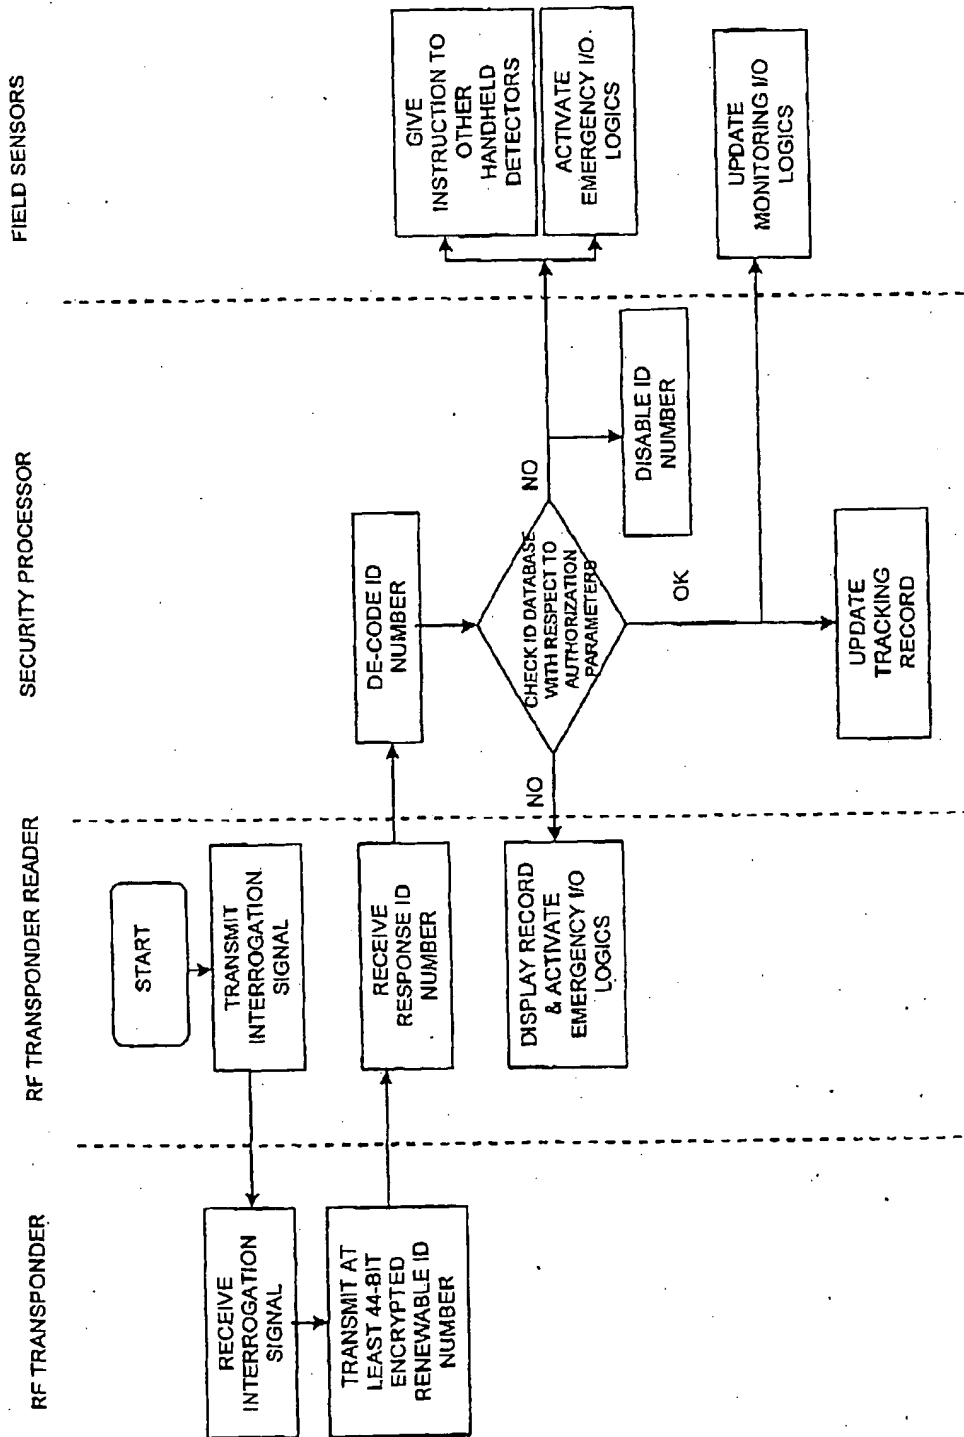 RF TRANSPONDER
RF TRANSPONDER READER
SECURITY PROCESSOR
FIELD SENSORS
START
TRANSMIT
INTERROGATION
SIGNAL
RECEIVE
INTERROGATION
SIGNAL
TRANSMIT AT
LEAST 44-BIT
ENCRYPTED
RENEWABLE ID
NUMBER
RECEIVE
RESPONSE ID
NUMBER
DE-CODE ID
NUMBER
CHECK ID DATABASE
WITH RESPECT TO
AUTHORIZATION
PARAMETERS
NO
DISPLAY RECORD
& ACTIVATE
EMERGENCY I/O
LOGICS
NO
DISABLE ID
NUMBER
GIVE
INSTRUCTION TO
OTHER
HANDHELD
DETECTORS
ACTIVATE
EMERGENCY I/O.
LOGICS
OK
UPDATE
TRACKING
RECORD
UPDATE
MONITORING I/O
LOGICS